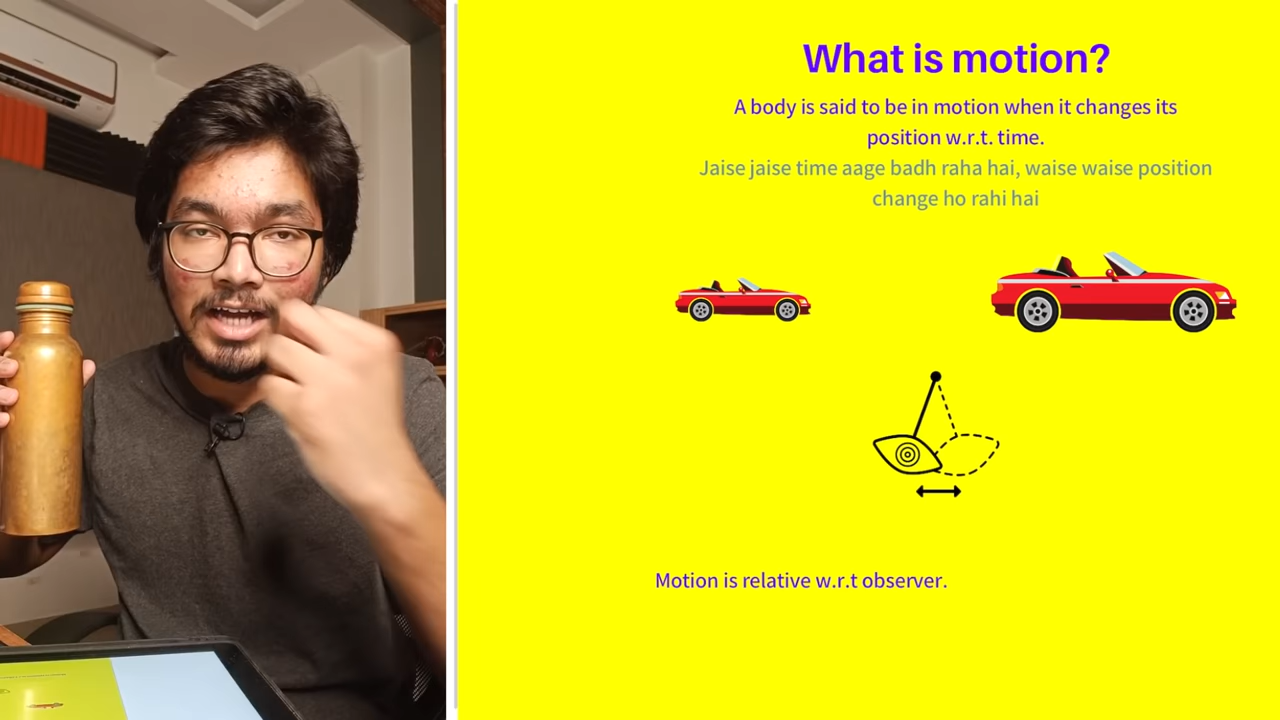 What is motion?
A body is said to be in motion when it changes its
position w.r.t. time.
Jaise jaise time aage badh raha hai, waise waise position
change ho rahi hai
Motion is relative w.r.t observer.